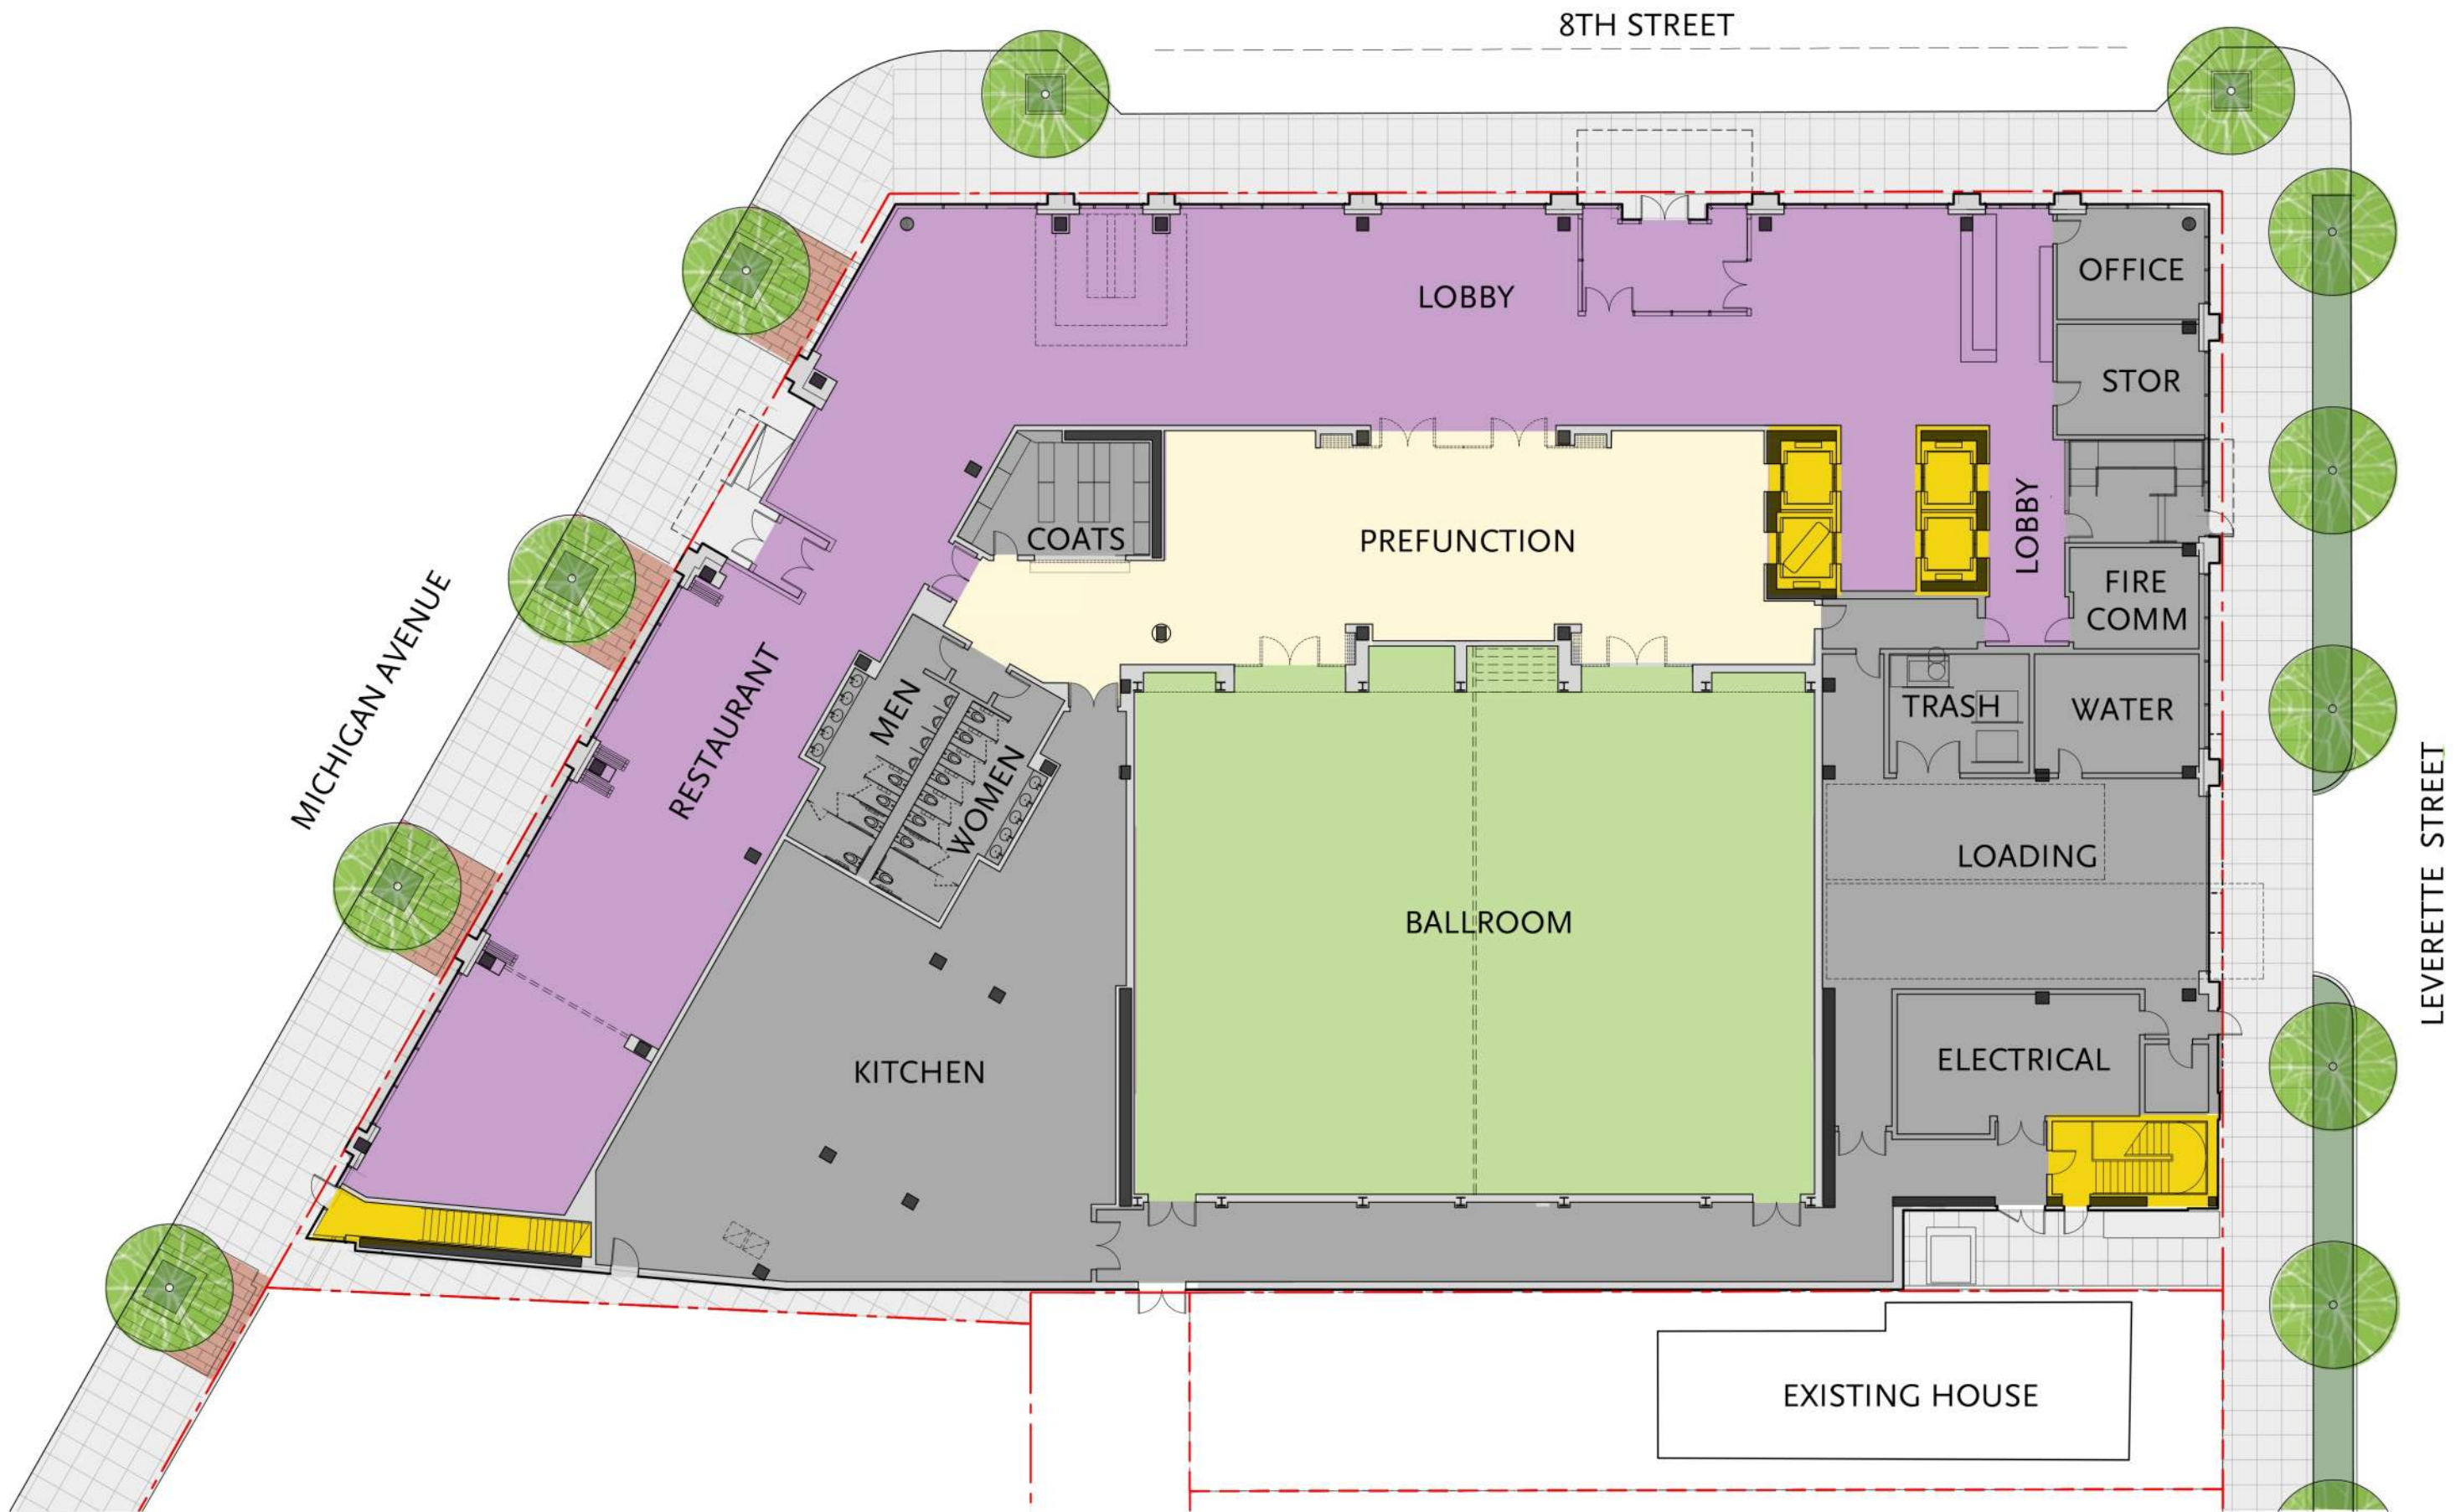 8TH STREET
OFFICE
LOBBY
STOR
LOBBY
COATS
PREFUNCTION
FIRE
COMM
MICHIGAN AVENUE
RESTAURANT
MEN
WOMEN
TRASH
WATER
LOADING
LEVERETTE STREET
BALLROOM
KITCHEN
ELECTRICAL
EXISTING HOUSE